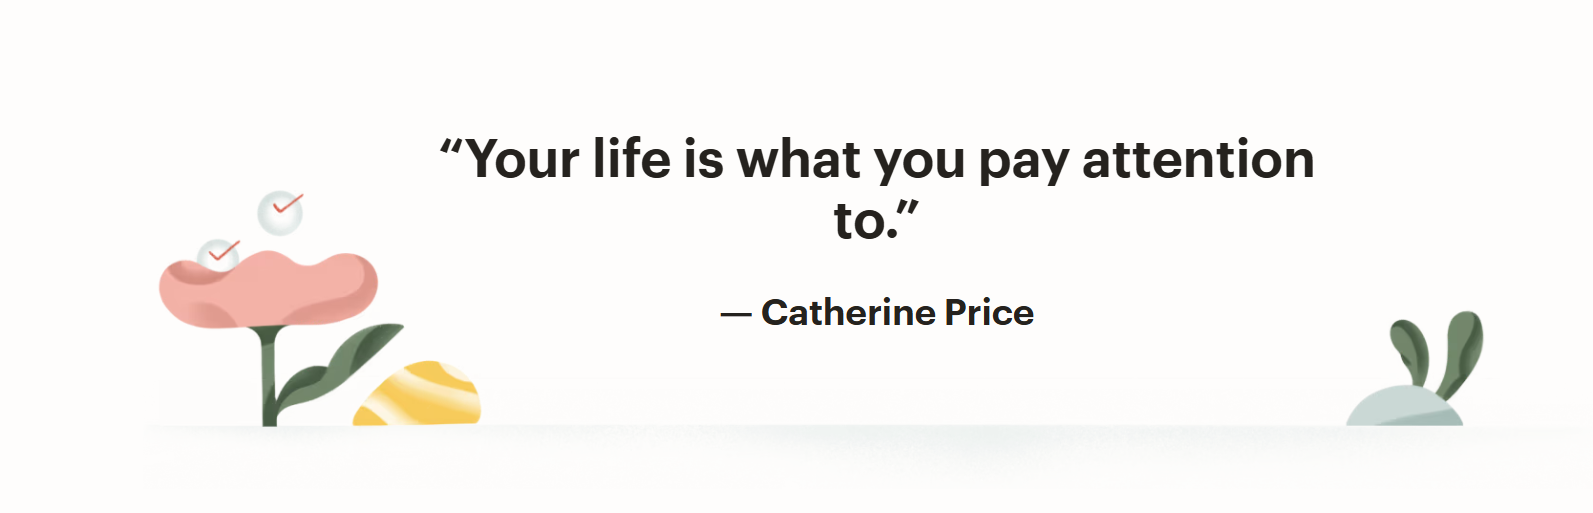 “Your life is what you pay attention
to.”
— Catherine Price